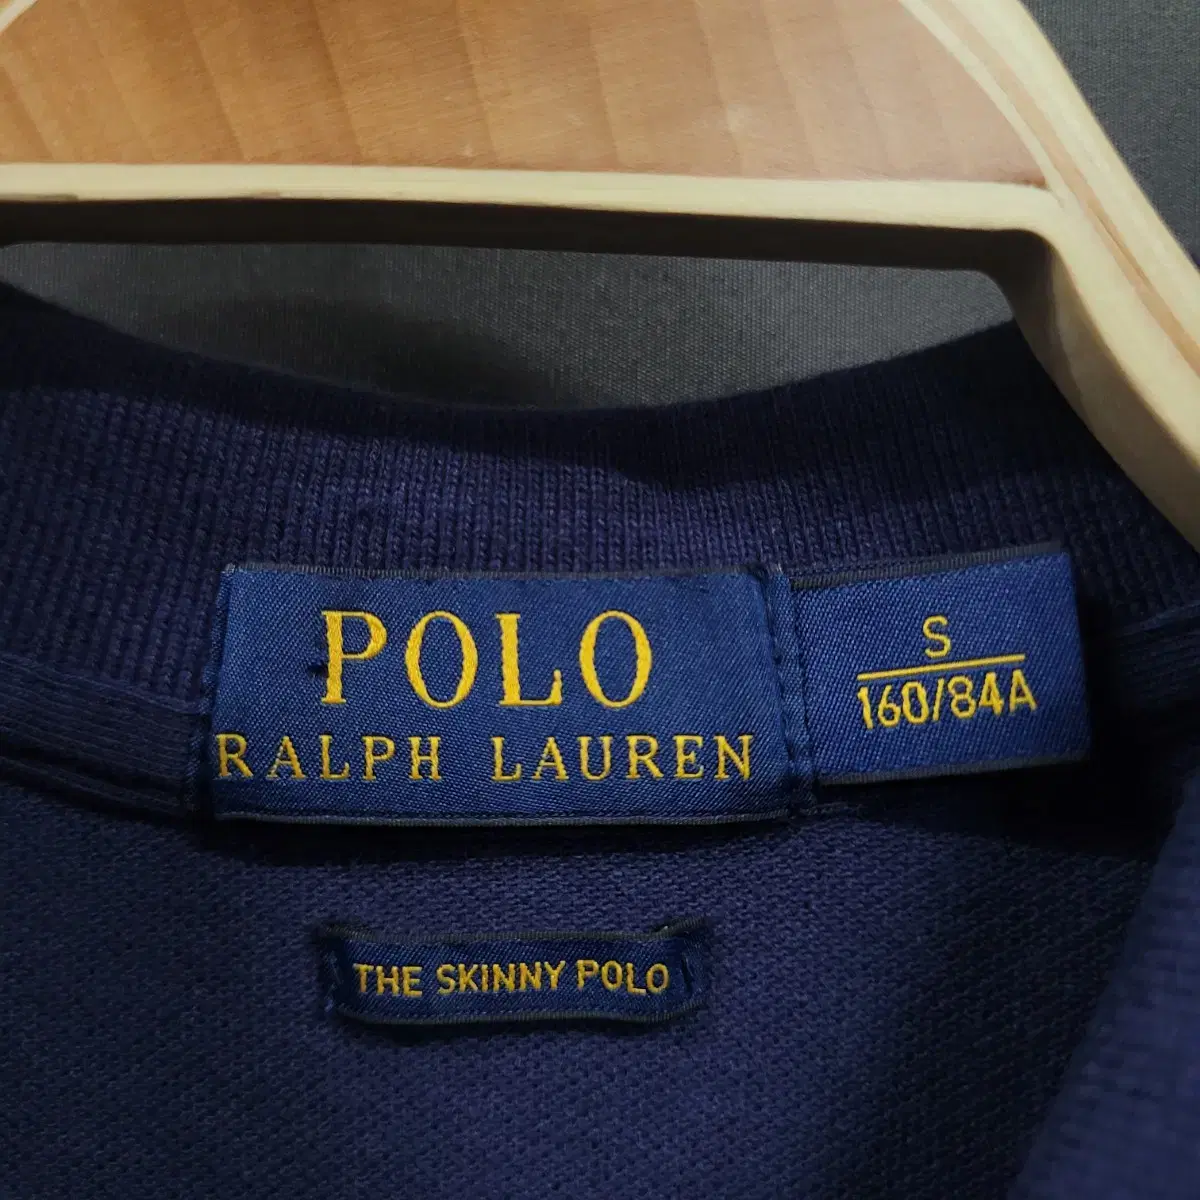 POLO
RALPH LAUREN
S
160/84A
THE SKINNY POLO